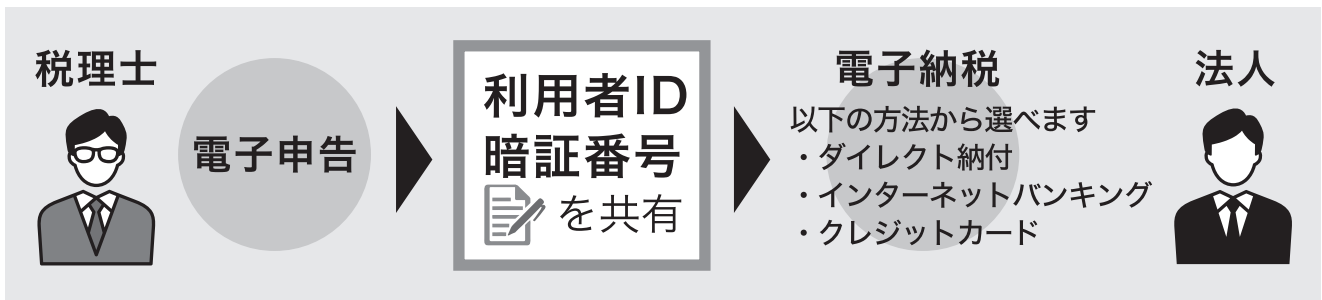 税理士
電子申告
利用者ID
暗証番号
を共有
電子納税
以下の方法から選べます
・ダイレクト納付
・インターネットバンキング
・クレジットカード
法人